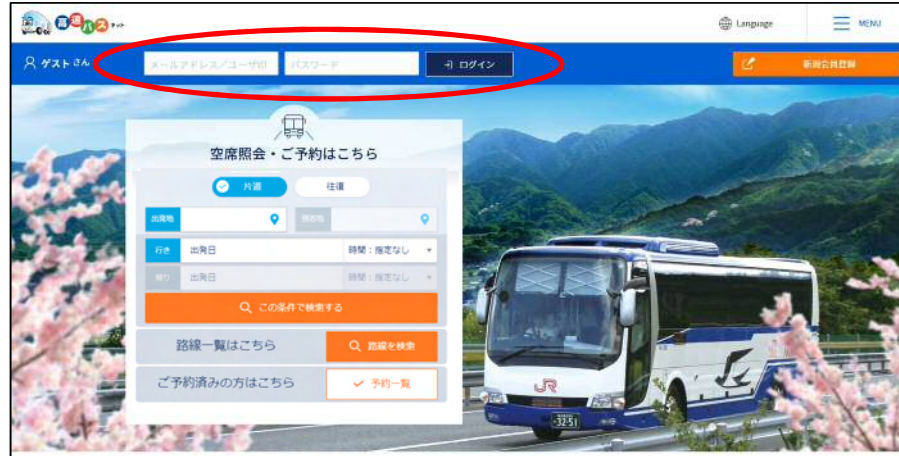 高速バスネット
Language
MENU
ゲスト さん
メールアドレス/ユーザID
パスワード
ログイン
新規会員登録
空席照会・ご予約はこちら
片道
往復
出発地
到着地
行き
出発日
時間：指定なし
帰り
出発日
時間：指定なし
この条件で検索する
路線一覧はこちら
路線を検索
ご予約済みの方はこちら
予約一覧
JR
32-51